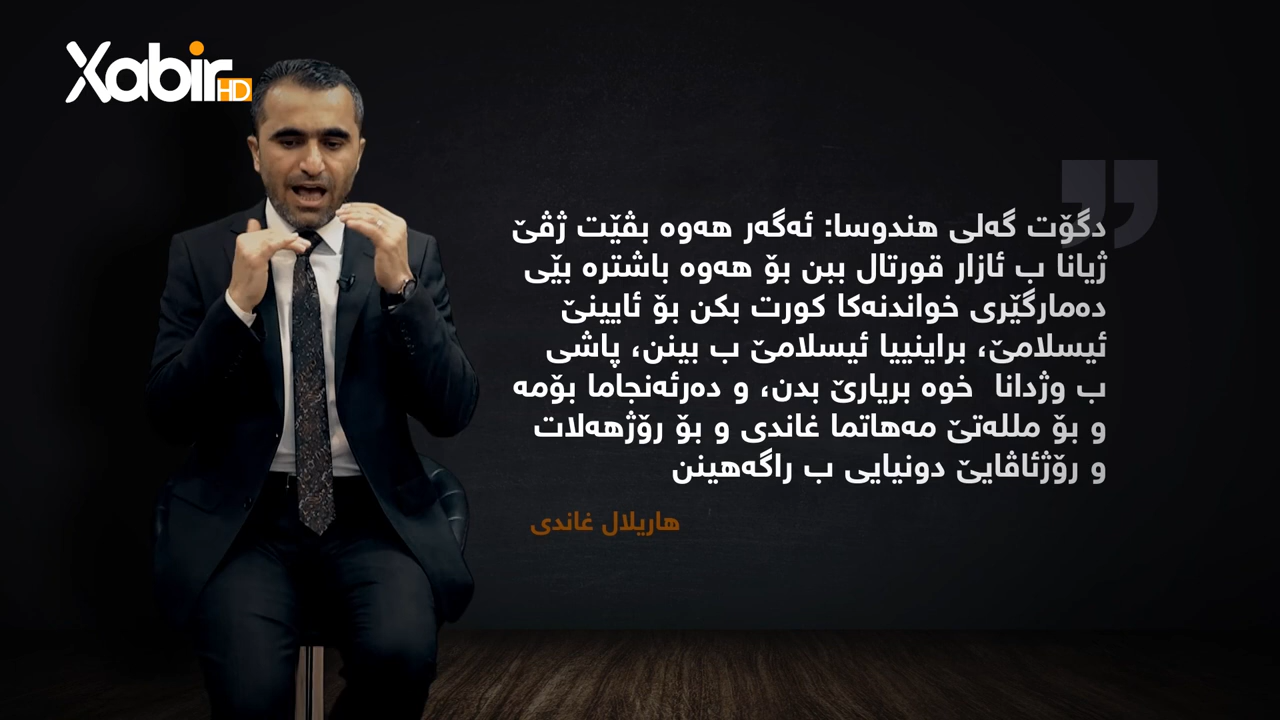 Xabir HD
دگۆت گەلی هندوسا: ئەگەر هەوە بڤێت ژڤێ
ژیانا ب ئازار قورتال ببن بۆ هەوە باشترە بێی
دەمارگێری خواندنەکا کورت بکن بۆ ئایینێ
ئیسلامێ، براینییا ئیسلامێ ب بینن، پاشی
ب وژدانا خوە بریارێ بدن، و دەرئەنجاما بۆمە
و بۆ مللەتێ مەهاتما غاندی و بۆ رۆژهەلات
و رۆژئاڤایێ دونیایی ب راگەهینن
هاریلال غاندی